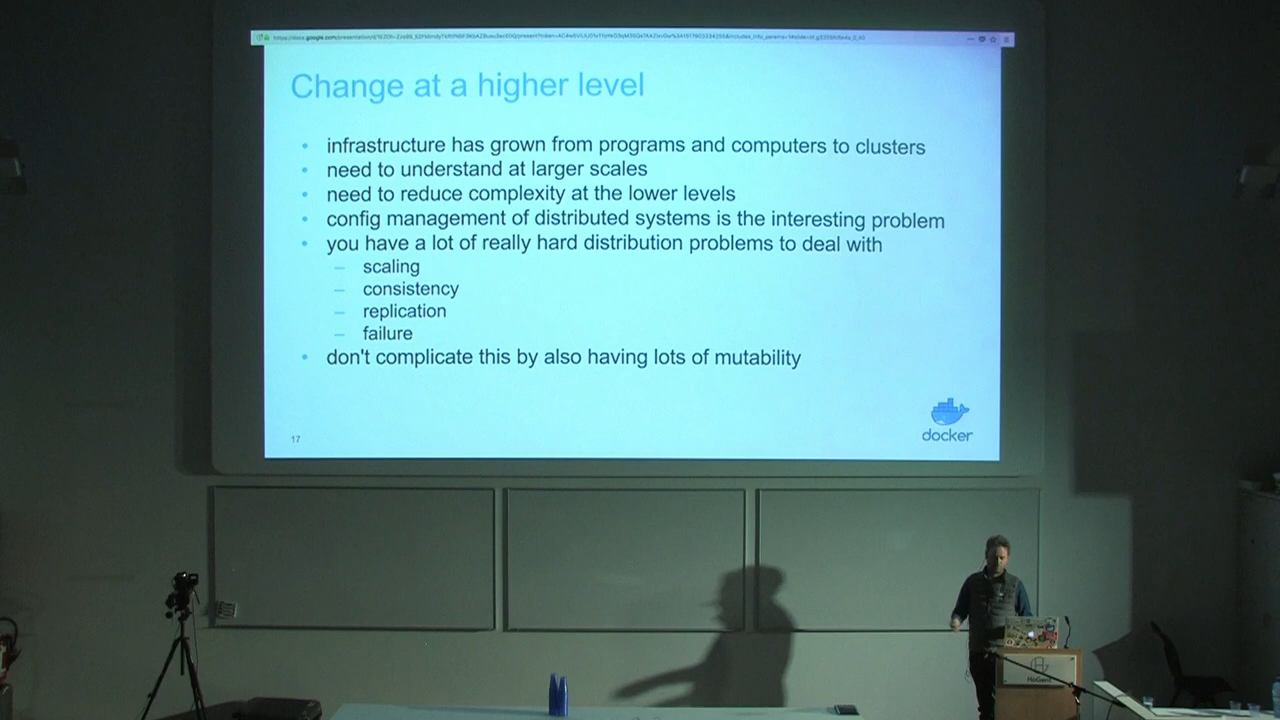 Change at a higher level
• infrastructure has grown from programs and computers to clusters
• need to understand at larger scales
• need to reduce complexity at the lower levels
• config management of distributed systems is the interesting problem
• you have a lot of really hard distribution problems to deal with
– scaling
– consistency
– replication
– failure
• don't complicate this by also having lots of mutability
docker
17
HoGent